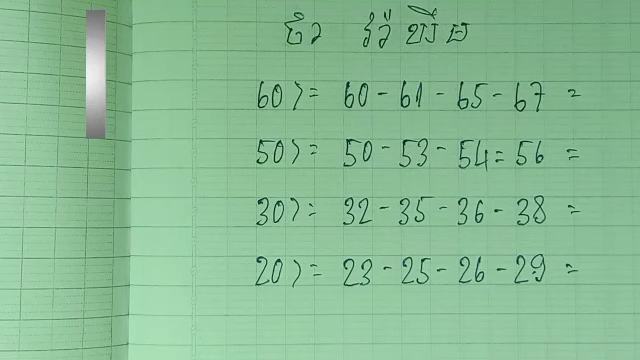 60) = 60 - 61 - 65 - 67 =
50) = 50 - 53 - 54 = 56 =
30) = 32 - 35 - 36 - 38 =
20) = 23 - 25 - 26 - 29 =